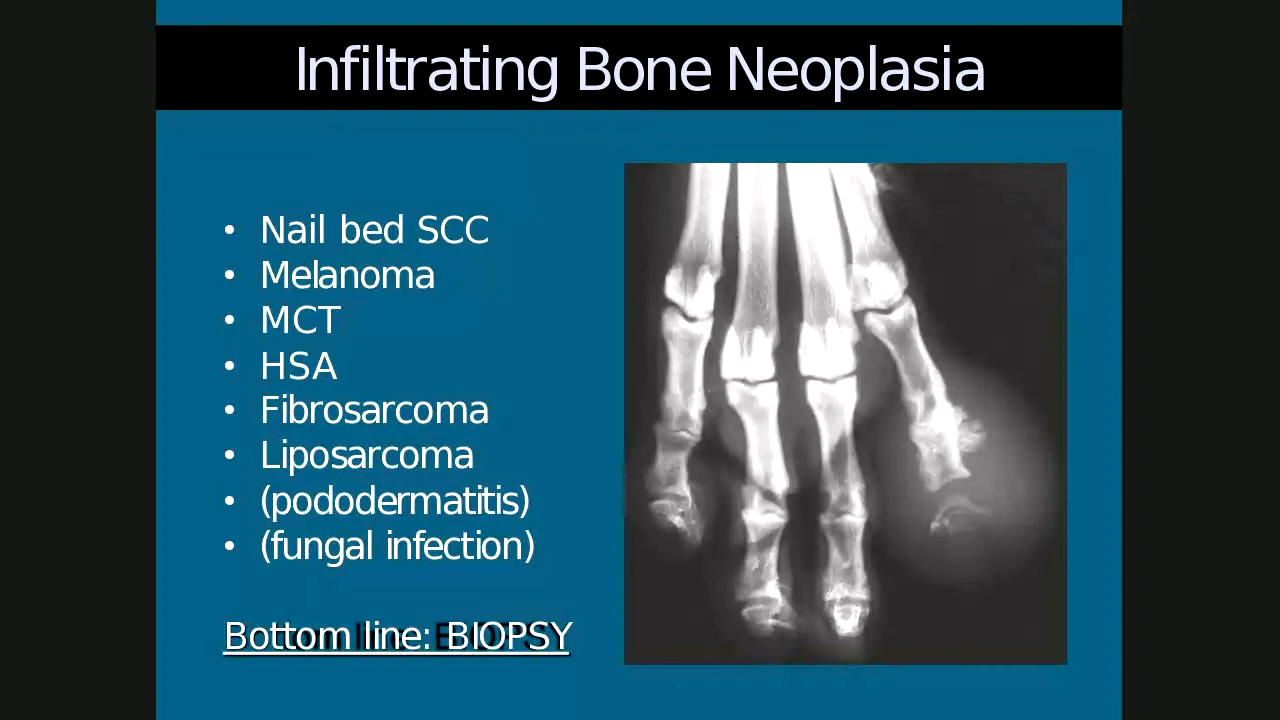 Infiltrating Bone Neoplasia
• Nail bed SCC
• Melanoma
• MCT
• HSA
• Fibrosarcoma
• Liposarcoma
• (pododermatitis)
• (fungal infection)
Bottom line: BIOPSY